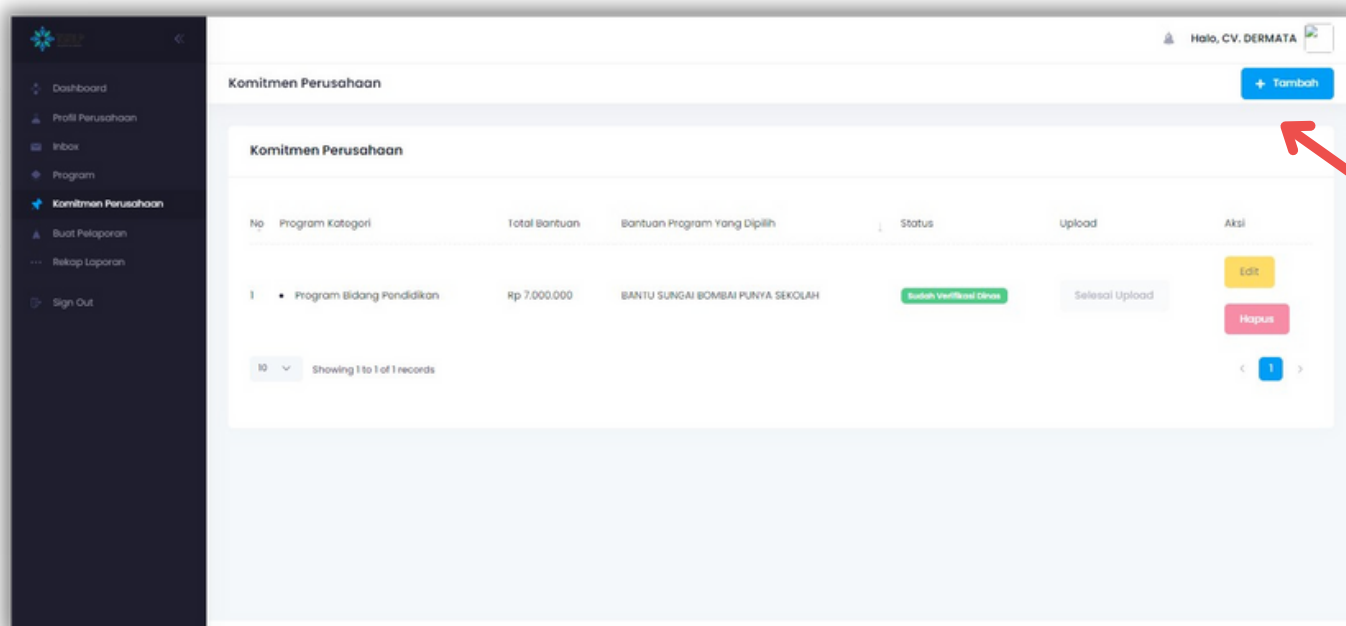 Halo, CV. DERMATA
Dashboard
Profil Perusahaan
Inbox
Program
Komitmen Perusahaan
Buat Pelaporan
Rekap Laporan
Sign Out
Komitmen Perusahaan
+ Tambah
Komitmen Perusahaan
No Program Kategori Total Bantuan Bantuan Program Yang Dipilih Status Upload Aksi
1 • Program Bidang Pendidikan Rp 7.000.000 BANTU SUNGAI BOMBAI PUNYA SEKOLAH Sudah Verifikasi Dinas Selesai Upload Edit
Hapus
10 Showing 1 to 1 of 1 records 1